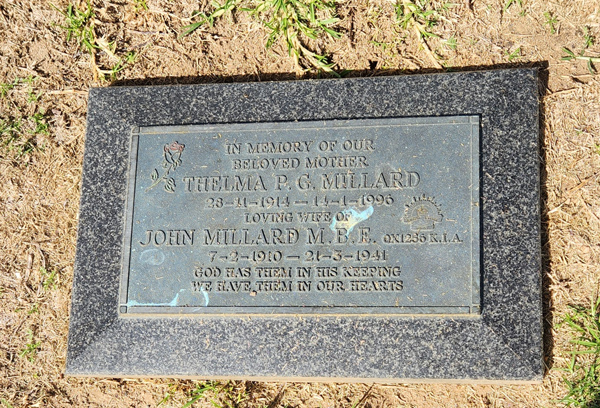 IN MEMORY OF OUR
BELOVED MOTHER
THELMA P. G. MILLARD
28-11-1914 — 14-1-1996
LOVING WIFE OF
JOHN MILLARD M.B.E. QX1235 K.I.A.
7-2-1910 — 21-3-1941
GOD HAS THEM IN HIS KEEPING
WE HAVE THEM IN OUR HEARTS